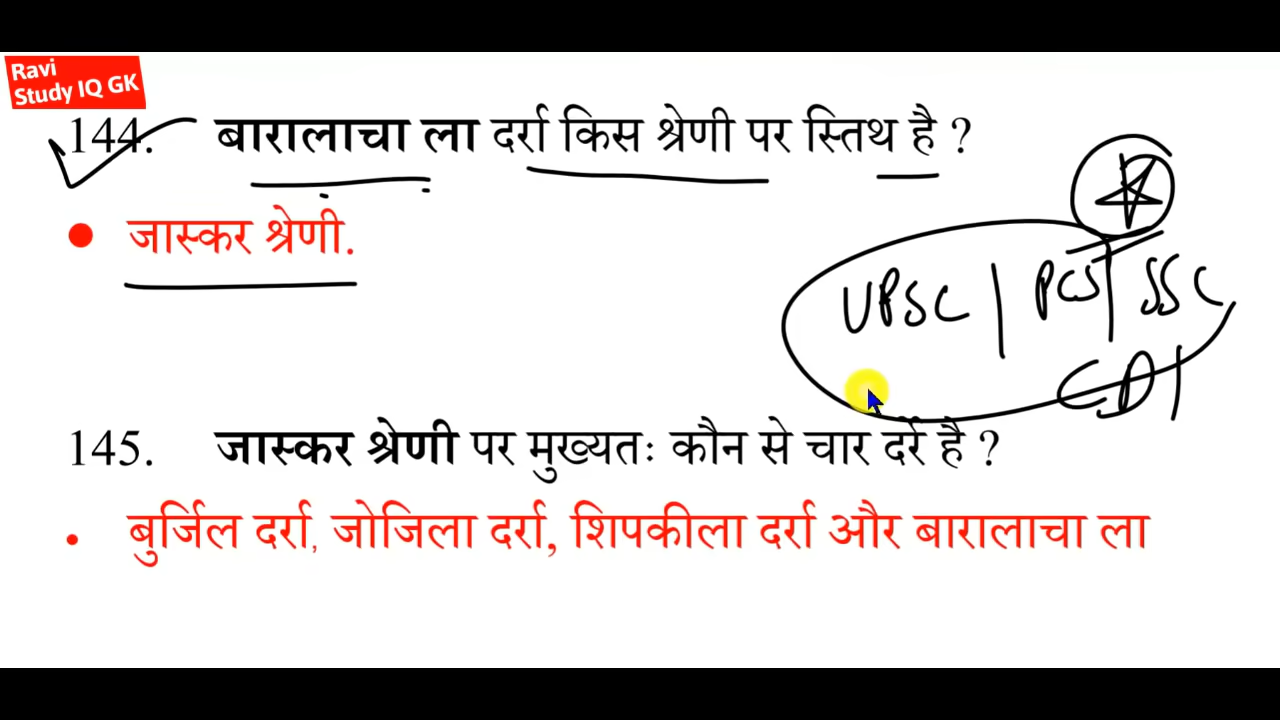 Ravi
Study IQ GK
144. बारालाचा ला दर्रा किस श्रेणी पर स्तिथ है ?
• जास्कर श्रेणी.
UPSC | PCS | SSC
CDS
145. जास्कर श्रेणी पर मुख्यतः कौन से चार दर्रे है ?
• बुर्जिल दर्रा, जोजिला दर्रा, शिपकीला दर्रा और बारालाचा ला